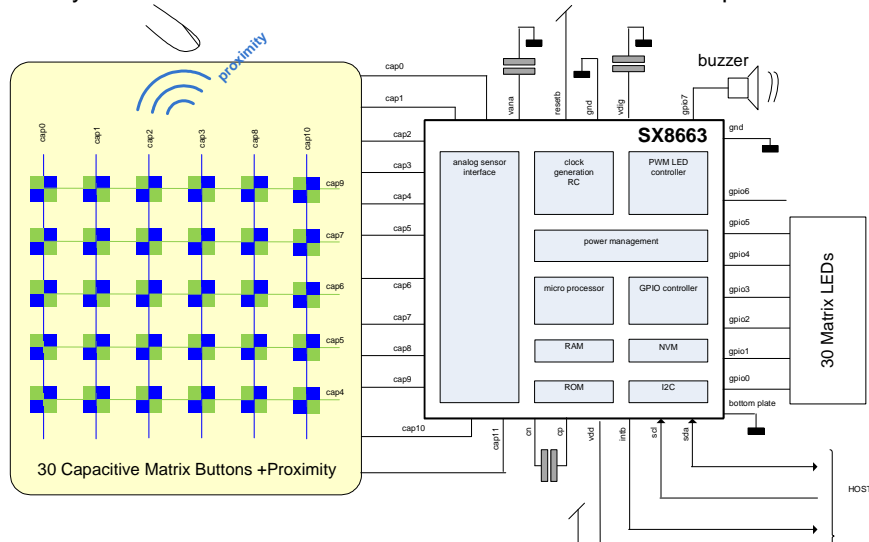 proximity
cap0
cap1
cap2
cap3
cap8
cap10
cap9
cap7
cap6
cap5
cap4
30 Capacitive Matrix Buttons +Proximity
cap0
cap1
cap2
cap3
cap4
cap5
cap6
cap7
cap8
cap9
cap10
cap11
vana
resetb
gnd
vdig
gpio7
buzzer
SX8663
analog sensor
interface
clock
generation
RC
PWM LED
controller
power management
micro processor
GPIO controller
RAM
NVM
ROM
I2C
gnd
gpio6
gpio5
gpio4
gpio3
gpio2
gpio1
gpio0
bottom plate
30 Matrix LEDs
cn
cp
vdd
intb
scl
sda
HOST